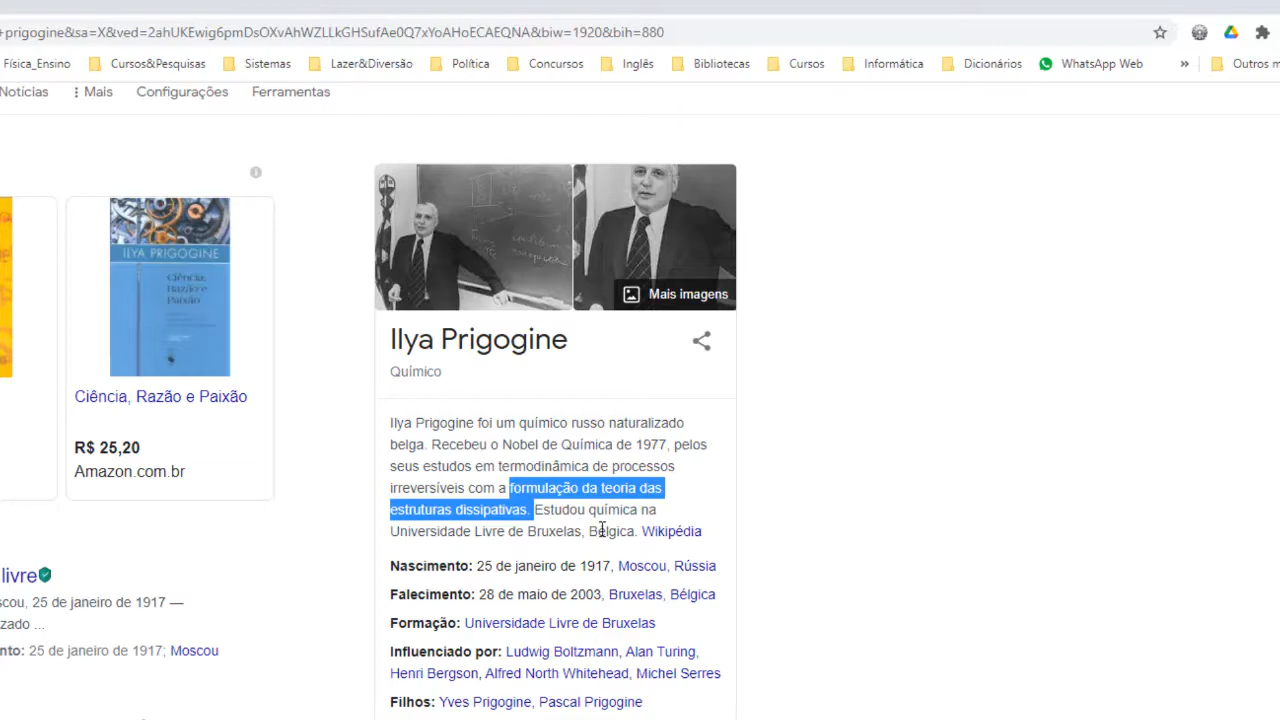 prigogine&sa=X&ved=2ahUKEwig6pmDsOXvAhWZLLkGHSufAe0Q7xYoAHoECAEQNA&biw=1920&bih=880
Física_Ensino Cursos&Pesquisas Sistemas Lazer&Diversão Política Concursos Inglês Bibliotecas Cursos Informática Dicionários WhatsApp Web » Outros
Notícias Mais Configurações Ferramentas
ILYA PRIGOGINE
Ciência,
Razão e
Paixão
Ciência, Razão e Paixão
R$ 25,20
Amazon.com.br
Mais imagens
Ilya Prigogine
Químico
Ilya Prigogine foi um químico russo naturalizado
belga. Recebeu o Nobel de Química de 1977, pelos
seus estudos em termodinâmica de processos
irreversíveis com a formulação da teoria das
estruturas dissipativas. Estudou química na
Universidade Livre de Bruxelas, Bélgica. Wikipédia
Nascimento: 25 de janeiro de 1917, Moscou, Rússia
Falecimento: 28 de maio de 2003, Bruxelas, Bélgica
Formação: Universidade Livre de Bruxelas
Influenciado por: Ludwig Boltzmann, Alan Turing,
Henri Bergson, Alfred North Whitehead, Michel Serres
Filhos: Yves Prigogine, Pascal Prigogine
livre
scou, 25 de janeiro de 1917 —
zado ...
nto: 25 de janeiro de 1917; Moscou